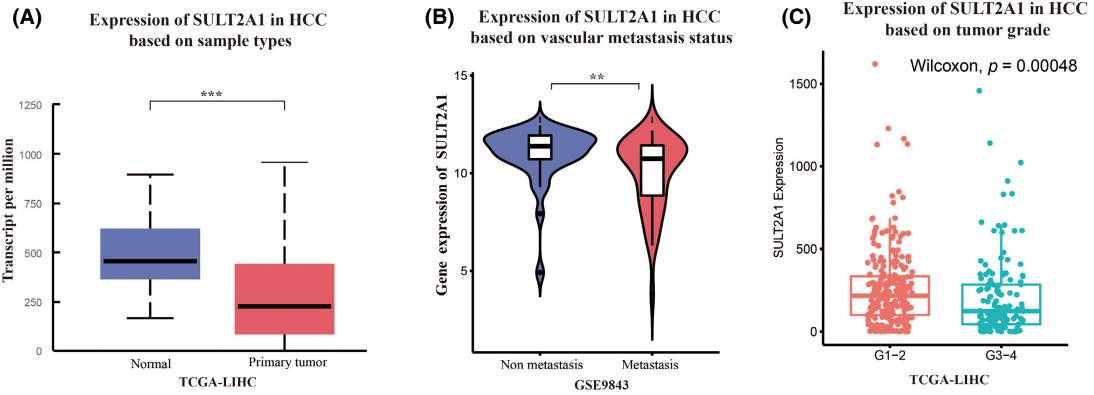 (A)
Expression of SULT2A1 in HCC
based on sample types
***
Transcript per million
1250
1000
750
500
250
0
Normal
Primary tumor
TCGA-LIHC
(B)
Expression of SULT2A1 in HCC
based on vascular metastasis status
**
Gene expression of SULT2A1
15
10
5
Non metastasis
Metastasis
GSE9843
(C)
Expression of SULT2A1 in HCC
based on tumor grade
Wilcoxon, p = 0.00048
SULT2A1 Expression
1500
1000
500
0
G1-2
G3-4
TCGA-LIHC